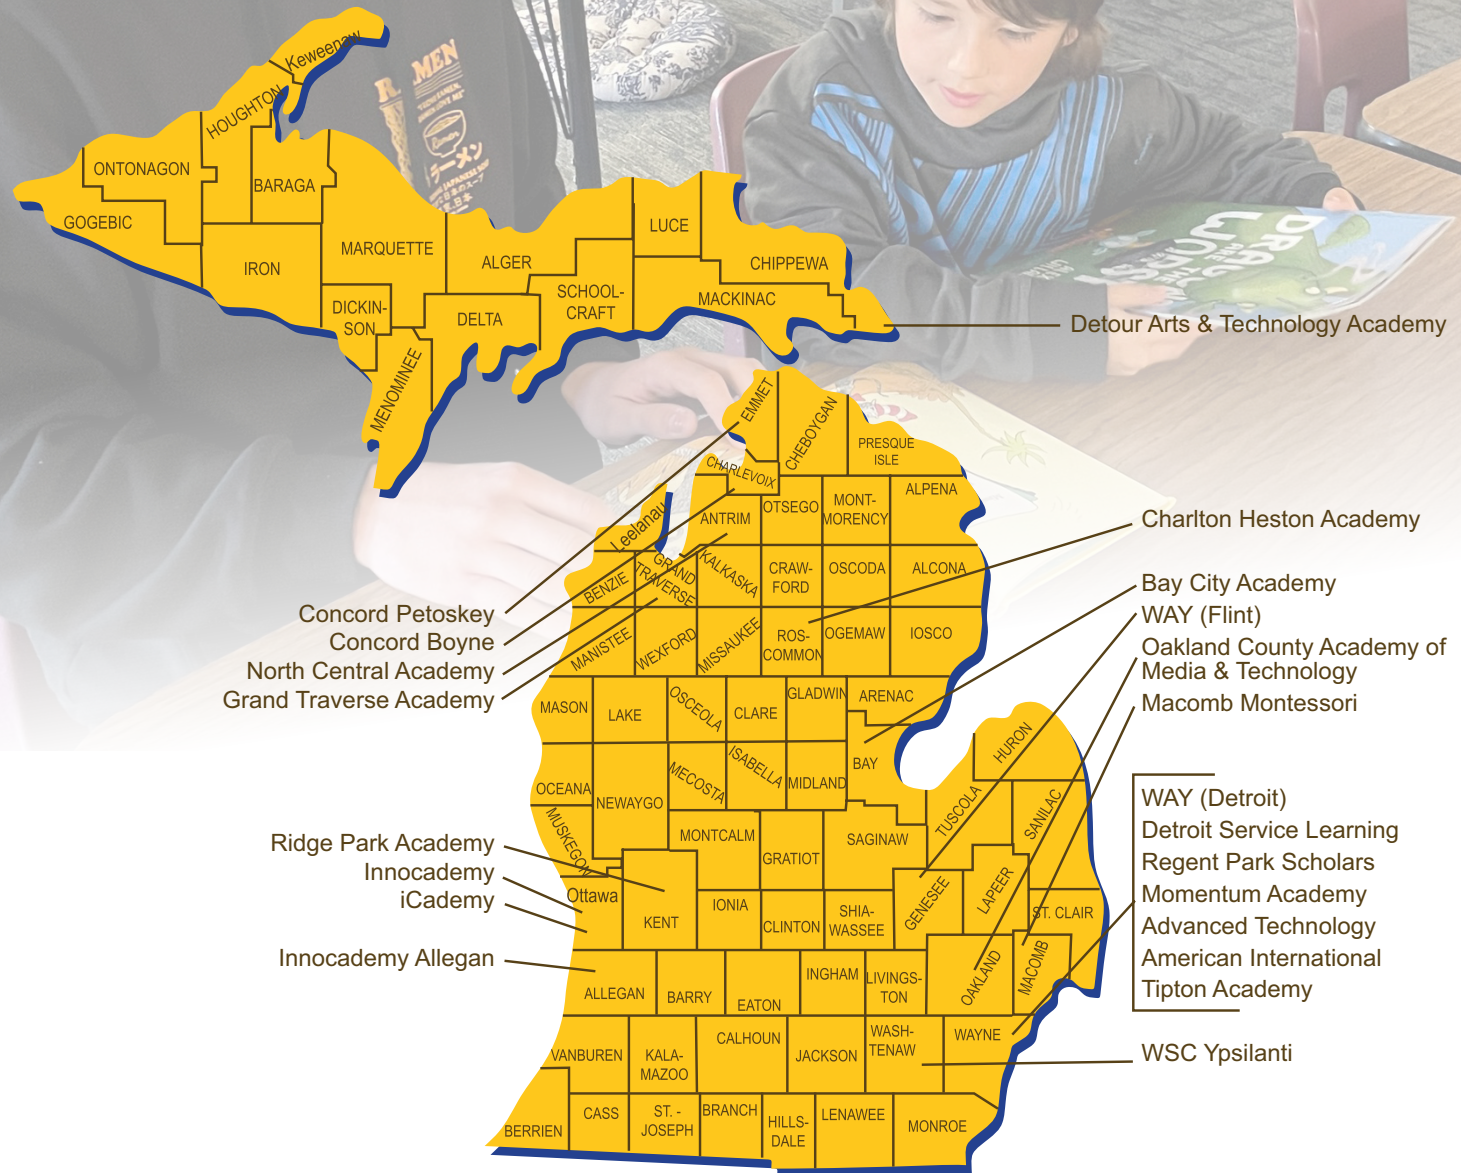 Keweenaw
HOUGHTON
ONTONAGON
BARAGA
GOGEBIC
IRON
MARQUETTE
DICKIN-
SON
MENOMINEE
DELTA
ALGER
SCHOOL-
CRAFT
LUCE
CHIPPEWA
MACKINAC
RAMEN
ラーメン
Detour Arts & Technology Academy
EMMET
CHEBOYGAN
PRESQUE
ISLE
CHARLEVOIX
ANTRIM
OTSEGO
MONT-
MORENCY
ALPENA
Leelanau
BENZIE
GRAND
TRAVERSE
KALKASKA
CRAW-
FORD
OSCODA
ALCONA
MANISTEE
WEXFORD
MISSAUKEE
ROS-
COMMON
OGEMAW
IOSCO
MASON
LAKE
OSCEOLA
CLARE
GLADWIN
ARENAC
OCEANA
NEWAYGO
MECOSTA
ISABELLA
MIDLAND
BAY
HURON
MUSKEGON
MONTCALM
GRATIOT
SAGINAW
TUSCOLA
SANILAC
Ottawa
KENT
IONIA
CLINTON
SHIA-
WASSEE
GENESEE
LAPEER
ST. CLAIR
ALLEGAN
BARRY
EATON
INGHAM
LIVINGS-
TON
OAKLAND
MACOMB
VANBUREN
KALA-
MAZOO
CALHOUN
JACKSON
WASH-
TENAW
WAYNE
BERRIEN
CASS
ST. -
JOSEPH
BRANCH
HILLS-
DALE
LENAWEE
MONROE
Concord Petoskey
Concord Boyne
North Central Academy
Grand Traverse Academy
Ridge Park Academy
Innocademy
iCademy
Innocademy Allegan
Charlton Heston Academy
Bay City Academy
WAY (Flint)
Oakland County Academy of
Media & Technology
Macomb Montessori
WAY (Detroit)
Detroit Service Learning
Regent Park Scholars
Momentum Academy
Advanced Technology
American International
Tipton Academy
WSC Ypsilanti